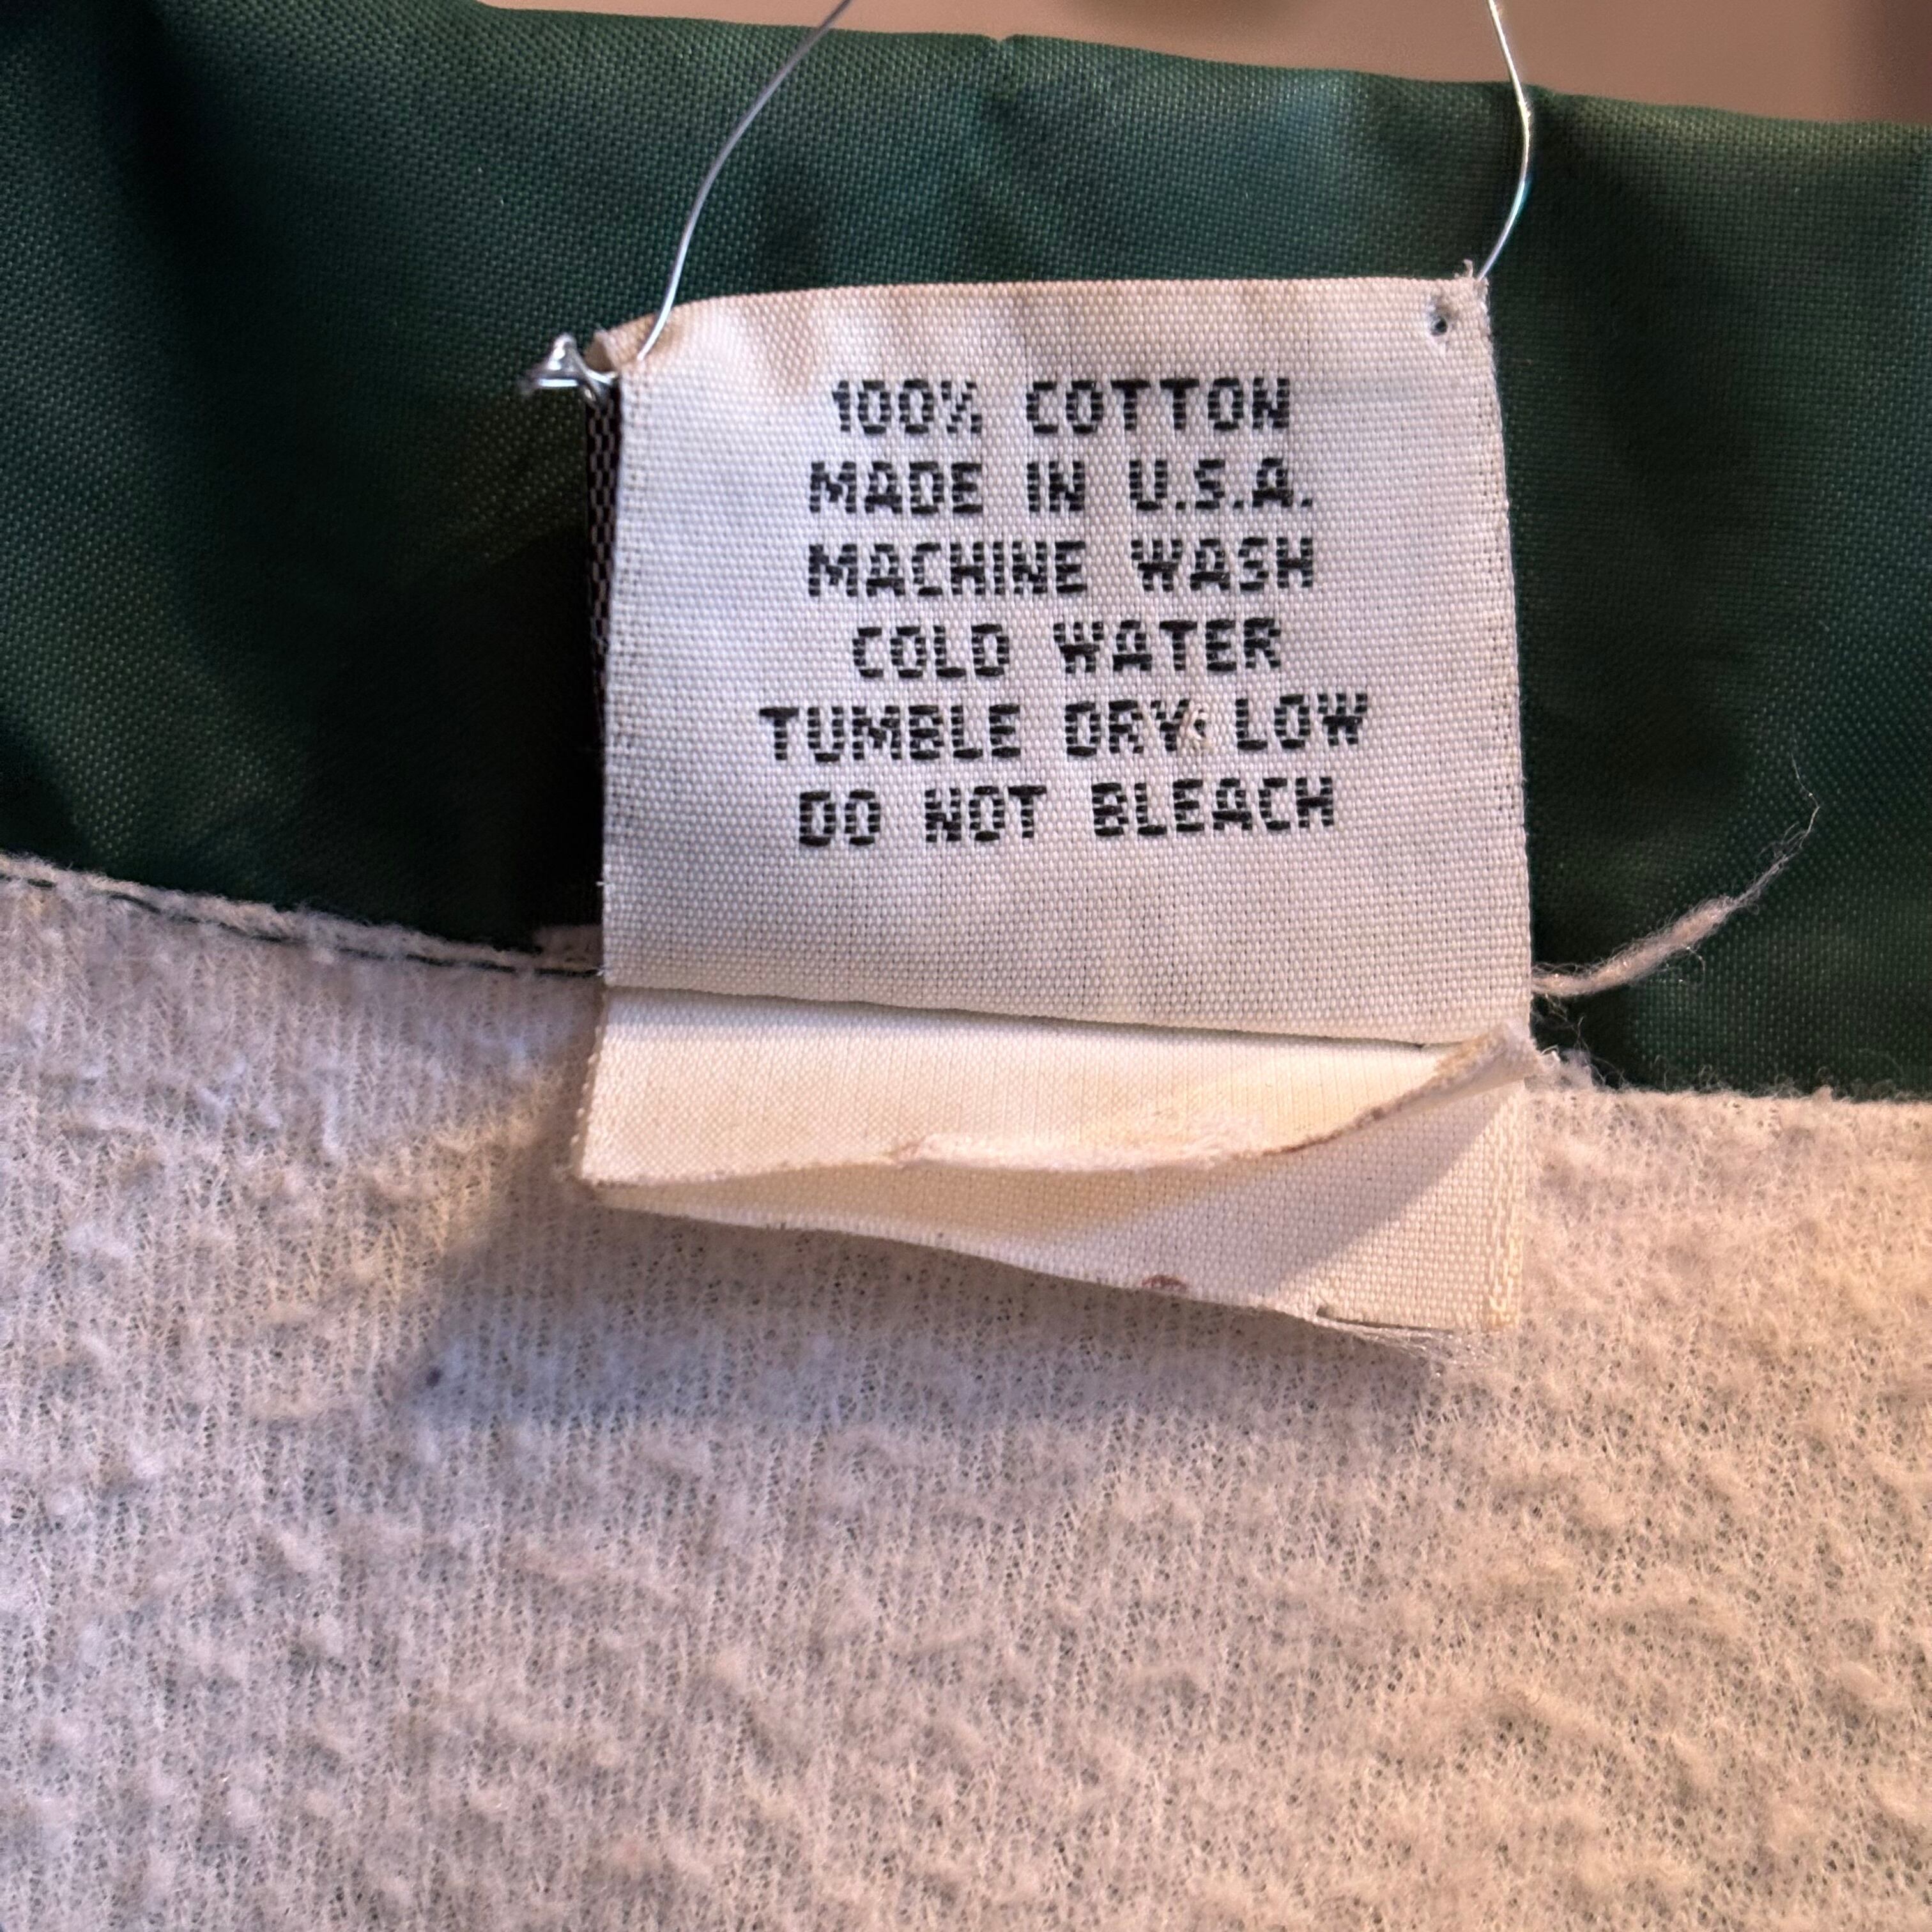 100% COTTON
MADE IN U.S.A.
MACHINE WASH
COLD WATER
TUMBLE DRY LOW
DO NOT BLEACH